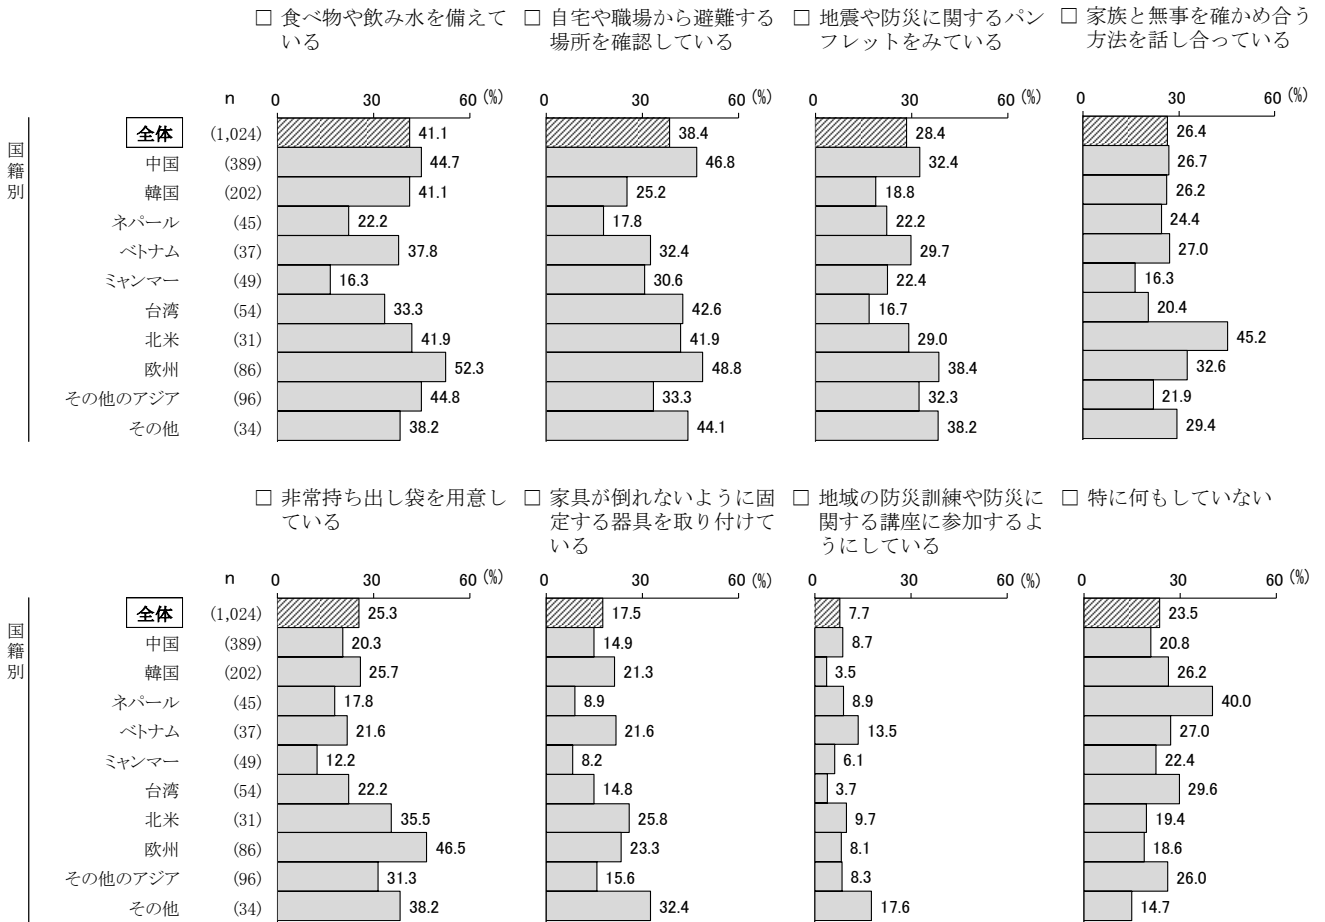 □ 食べ物や飲み水を備えて
いる
□ 自宅や職場から避難する
場所を確認している
□ 地震や防災に関するパン
フレットをみている
□ 家族と無事を確かめ合う
方法を話し合っている
n 0 30 60 (%) 0 30 60 (%) 0 30 60 (%) 0 30 60 (%)
国籍別
全体 (1,024) 41.1 38.4 28.4 26.4
中国 (389) 44.7 46.8 32.4 26.7
韓国 (202) 41.1 25.2 18.8 26.2
ネパール (45) 22.2 17.8 22.2 24.4
ベトナム (37) 37.8 32.4 29.7 27.0
ミャンマー (49) 16.3 30.6 22.4 16.3
台湾 (54) 33.3 42.6 16.7 20.4
北米 (31) 41.9 41.9 29.0 45.2
欧州 (86) 52.3 48.8 38.4 32.6
その他のアジア (96) 44.8 33.3 32.3 21.9
その他 (34) 38.2 44.1 38.2 29.4
□ 非常持ち出し袋を用意し
ている
□ 家具が倒れないように固
定する器具を取り付けて
いる
□ 地域の防災訓練や防災に
関する講座に参加するよ
うにしている
□ 特に何もしていない
n 0 30 60 (%) 0 30 60 (%) 0 30 60 (%) 0 30 60 (%)
国籍別
全体 (1,024) 25.3 17.5 7.7 23.5
中国 (389) 20.3 14.9 8.7 20.8
韓国 (202) 25.7 21.3 3.5 26.2
ネパール (45) 17.8 8.9 8.9 40.0
ベトナム (37) 21.6 21.6 13.5 27.0
ミャンマー (49) 12.2 8.2 6.1 22.4
台湾 (54) 22.2 14.8 3.7 29.6
北米 (31) 35.5 25.8 9.7 19.4
欧州 (86) 46.5 23.3 8.1 18.6
その他のアジア (96) 31.3 15.6 8.3 26.0
その他 (34) 38.2 32.4 17.6 14.7